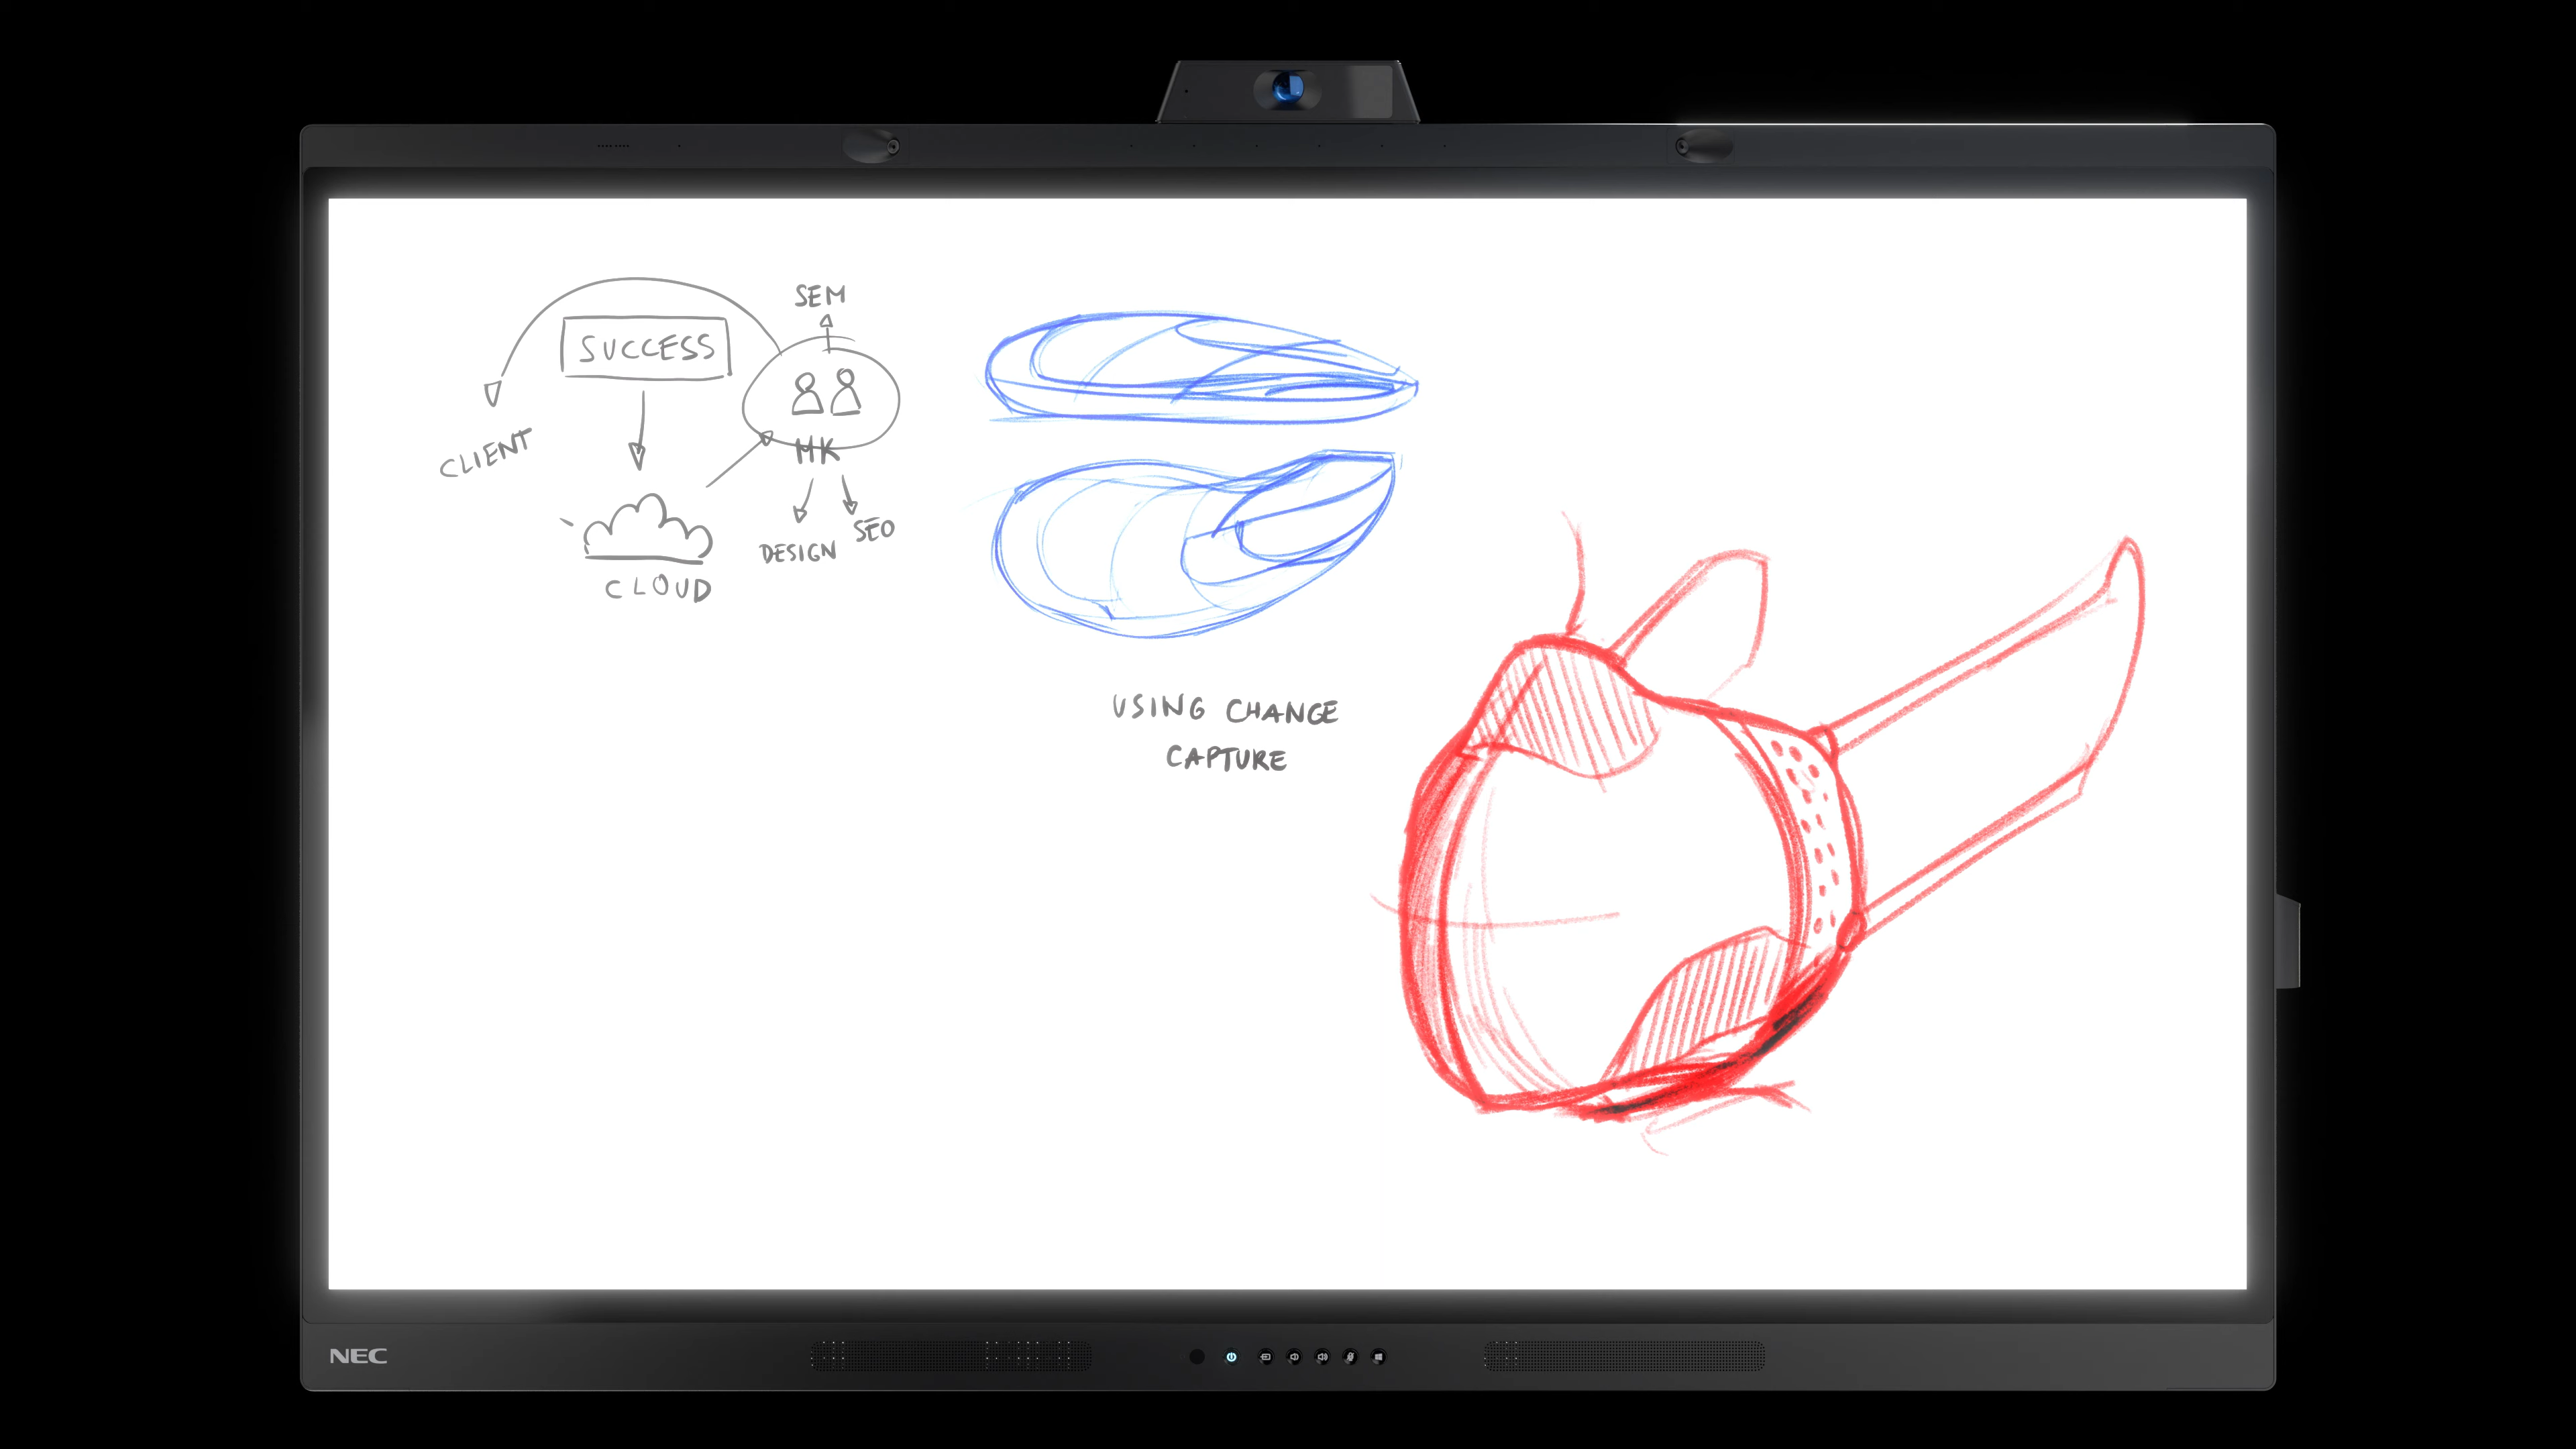 SEM
SUCCESS
CLIENT
MK
DESIGN
SEO
CLOUD
USING CHANGE
CAPTURE
NEC